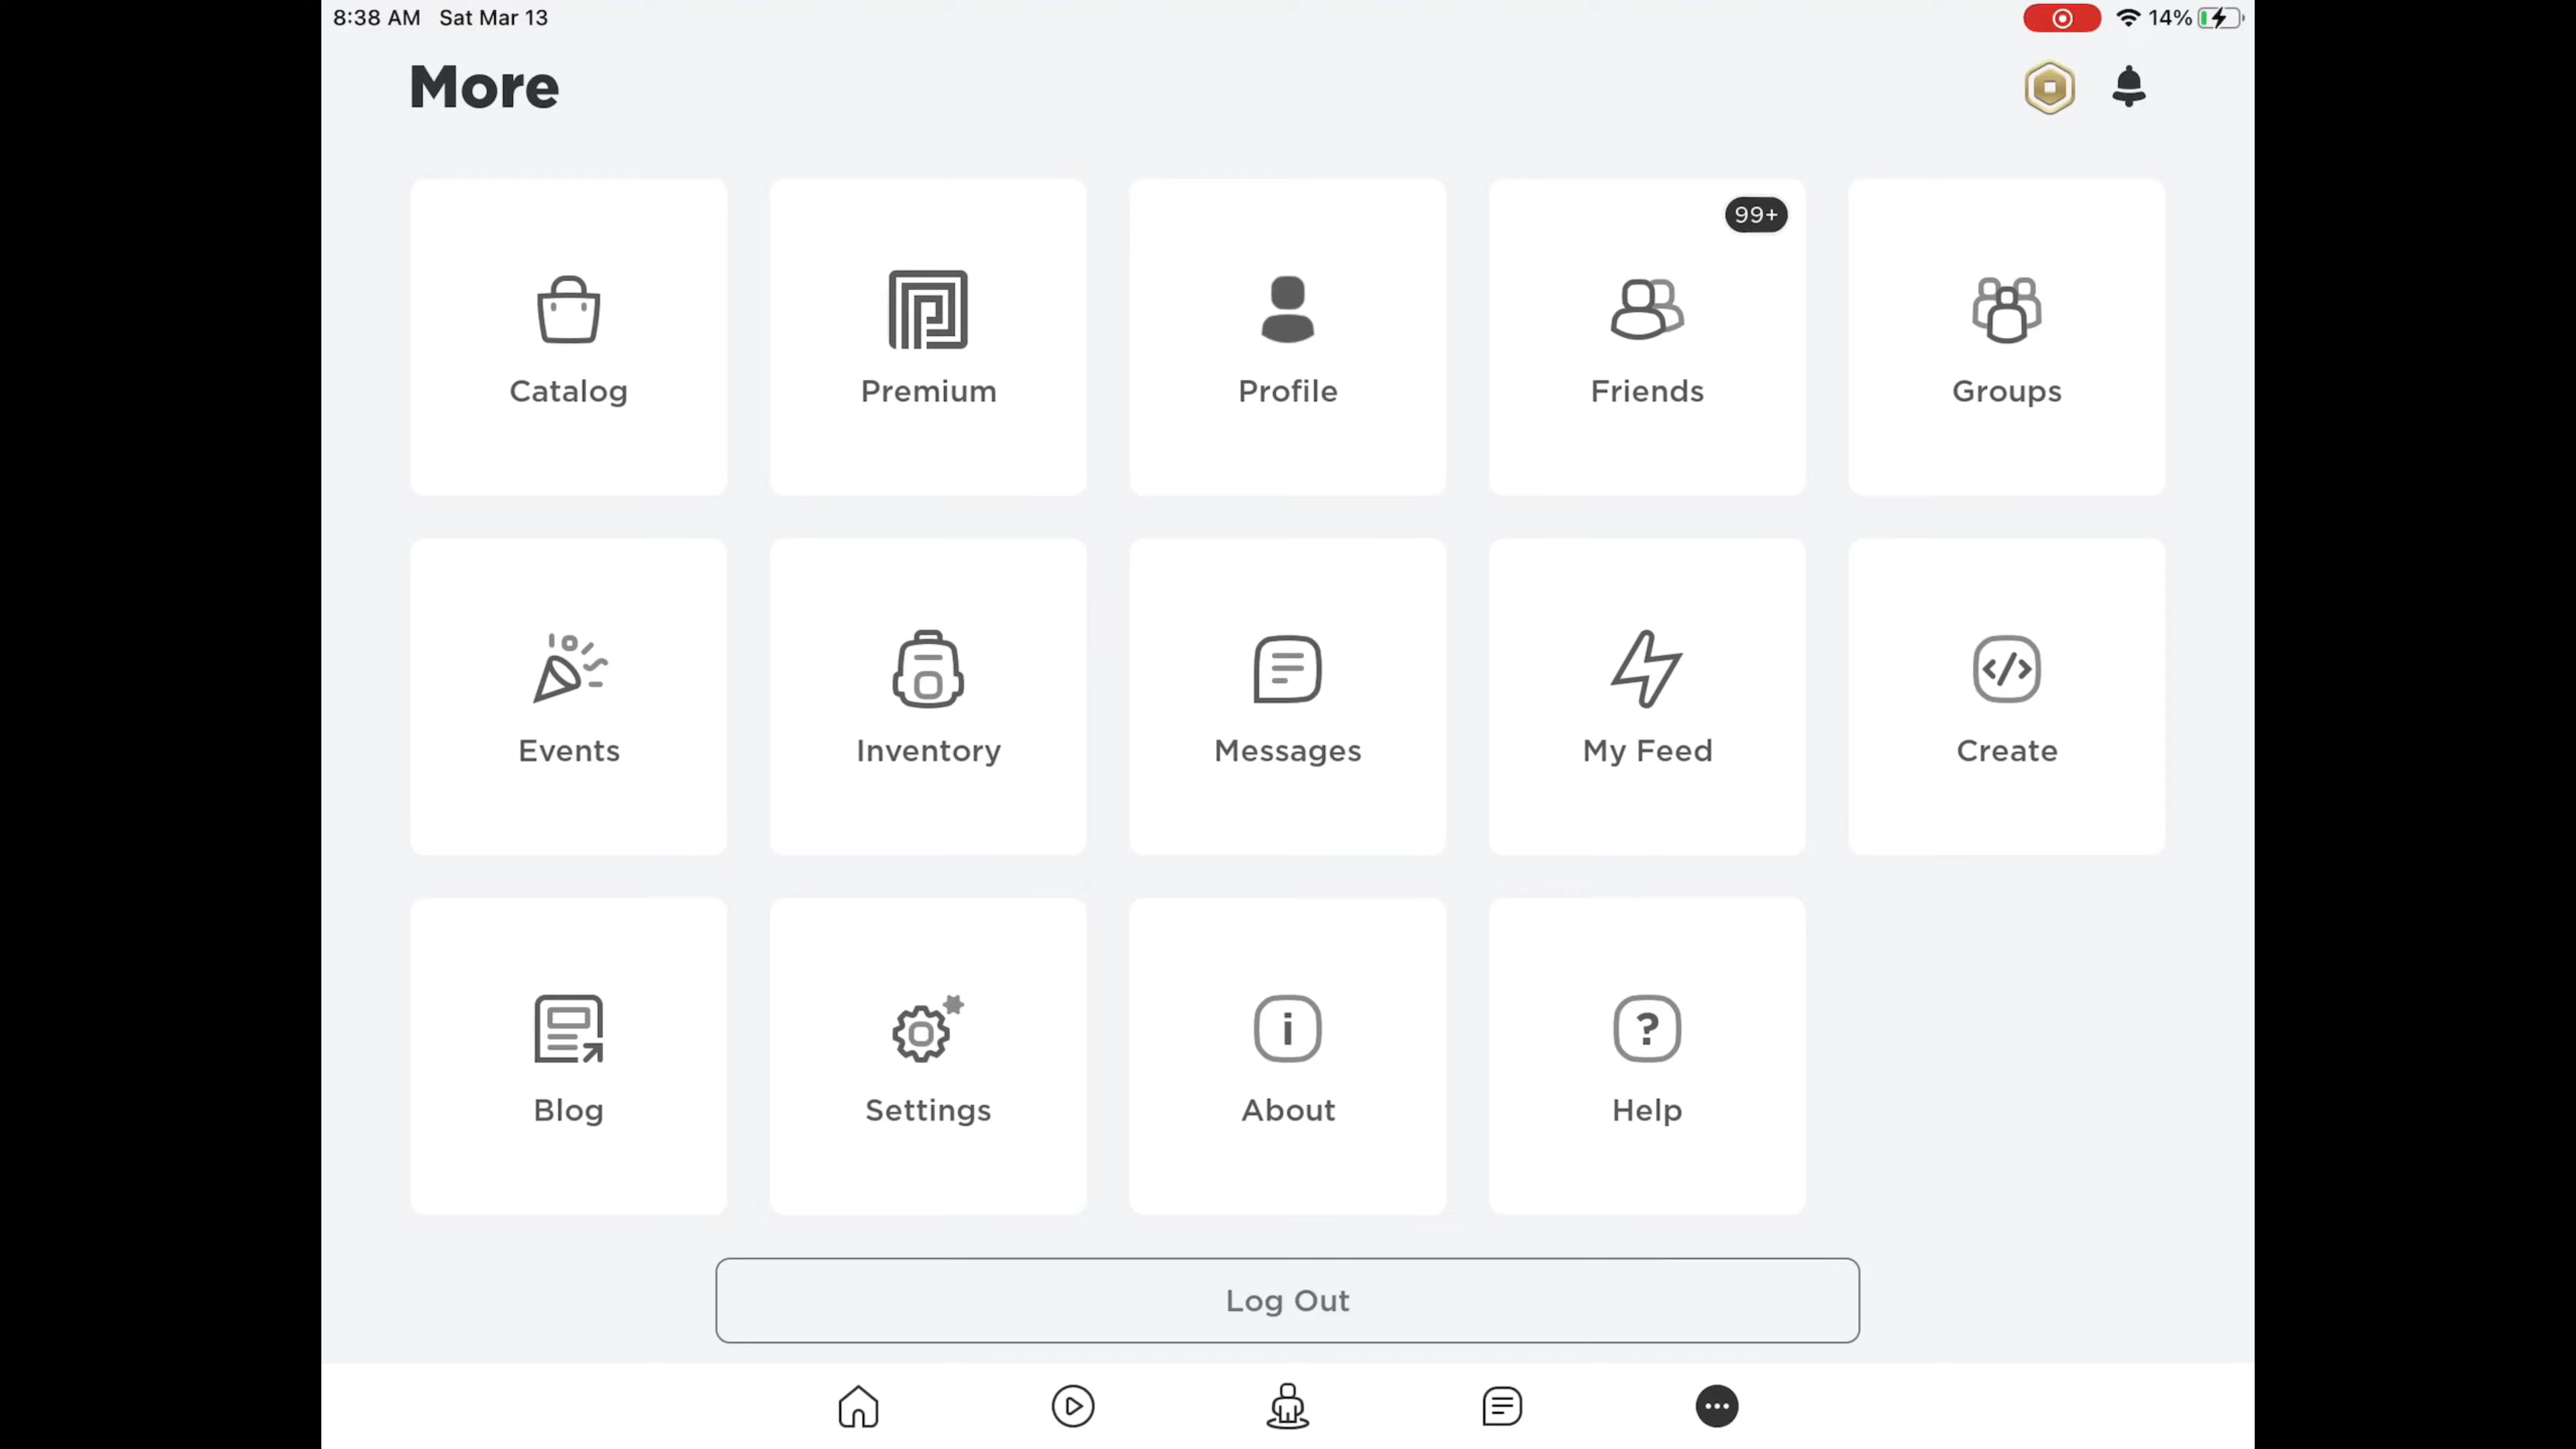 8:38 AM Sat Mar 13 14%
More
99+
Catalog Premium Profile Friends Groups
Events Inventory Messages My Feed Create
Blog Settings About Help
Log Out